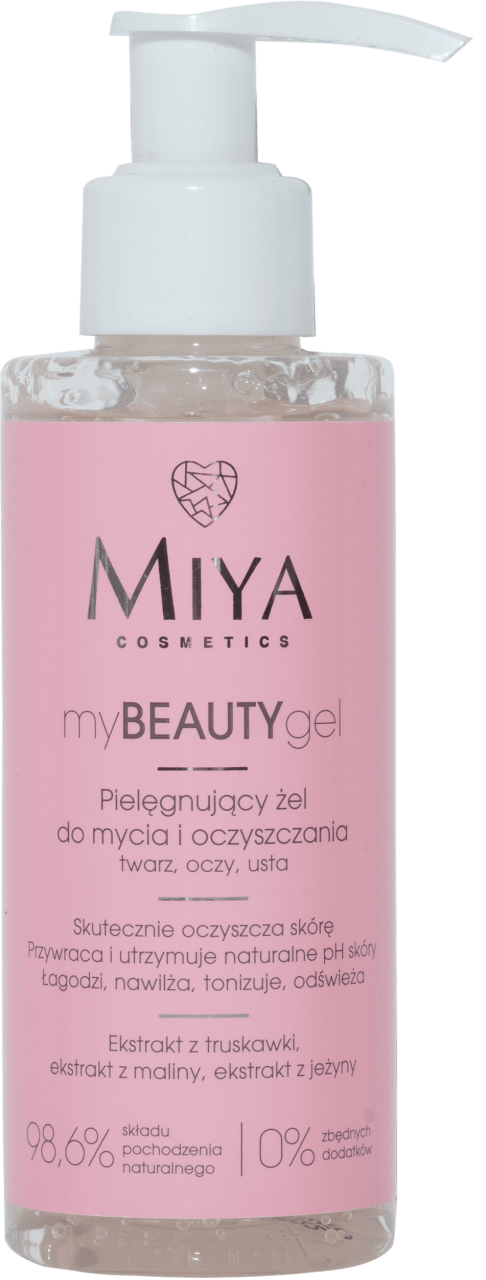 MIYA
COSMETICS
myBEAUTYgel
Pielęgnujący żel
do mycia i oczyszczania
twarz, oczy, usta
Skutecznie oczyszcza skórę
Przywraca i utrzymuje naturalne pH skóry
Łagodzi, nawilża, tonizuje, odświeża
Ekstrakt z truskawki,
ekstrakt z maliny, ekstrakt z jeżyny
98,6% składu
pochodzenia
naturalnego
0% zbędnych
dodatków